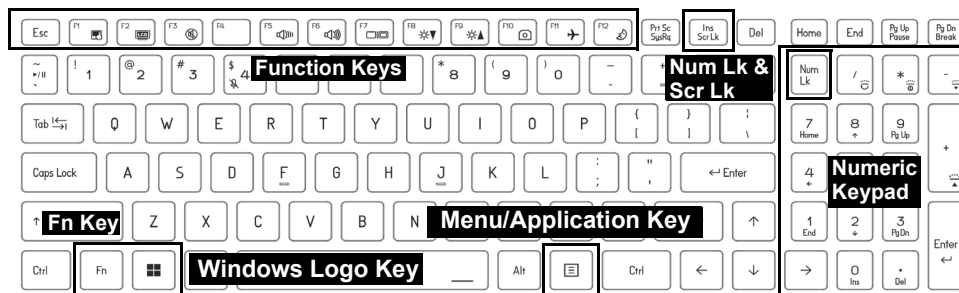 Esc F1 F2 F3 F4 F5 F6 F7 F8 F9 F10 F11 F12 Prt Sc SysRq Ins Scr Lk Del Home End Pg Up Pause Pg Dn Break
~ ` ! 1 @ 2 # 3 $ 4 Function Keys * 8 ( 9 ) 0 _ - + Num Lk & Scr Lk Num Lk / * -
Tab Q W E R T Y U I O P { [ } ] ¦ \ 7 Home 8 ↑ 9 Pg Up +
Caps Lock A S D F G H J K L : ; " ' ↵ Enter 4 ← Numeric Keypad
↑ Fn Key Z X C V B N Menu/Application Key ↑ 1 End 2 ↓ 3 PgDn Enter ↵
Ctrl Fn Windows Logo Key Alt Ctrl ← ↓ → 0 Ins . Del